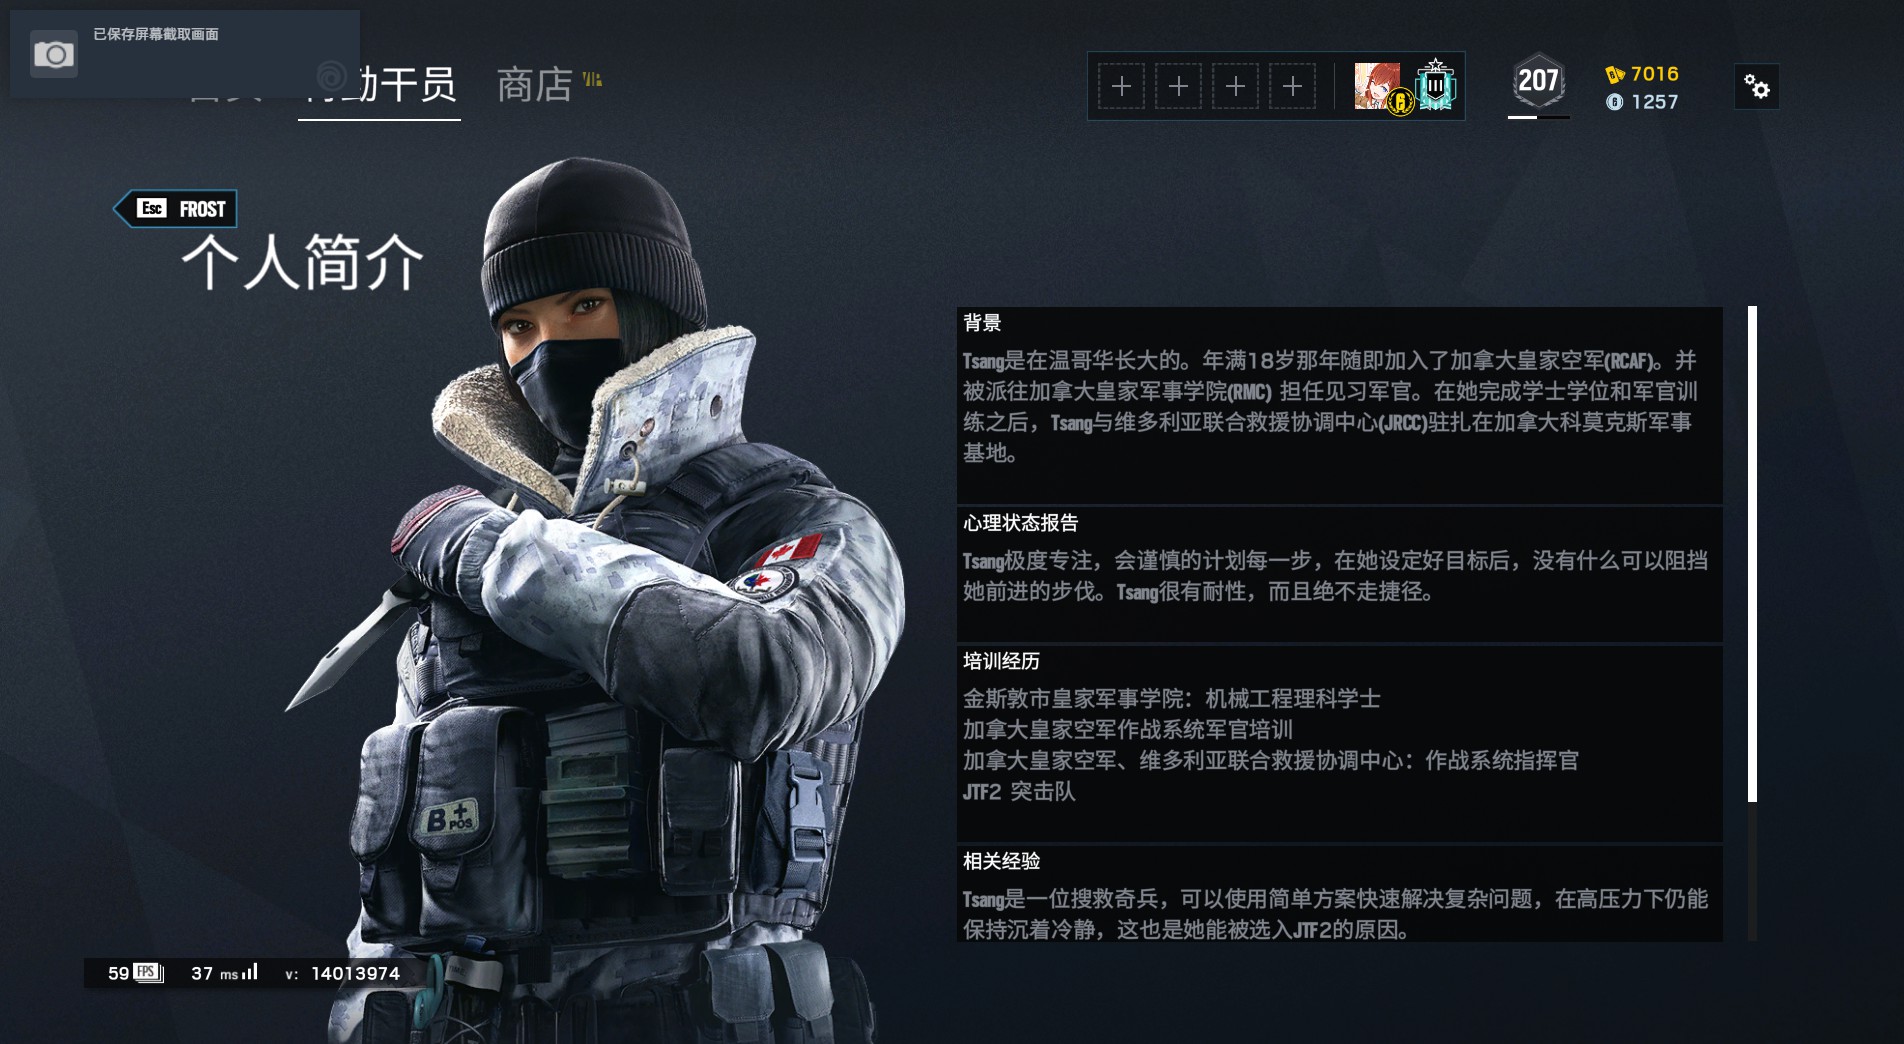 已保存屏幕截取画面
动干员
商店
207
7016
1257
Esc FROST
个人简介
背景
Tsang是在温哥华长大的。年满18岁那年随即加入了加拿大皇家空军(RCAF)。并
被派往加拿大皇家军事学院(RMC) 担任见习军官。在她完成学士学位和军官训
练之后，Tsang与维多利亚联合救援协调中心(JRCC)驻扎在加拿大科莫克斯军事
基地。
心理状态报告
Tsang极度专注，会谨慎的计划每一步，在她设定好目标后，没有什么可以阻挡
她前进的步伐。Tsang很有耐性，而且绝不走捷径。
培训经历
金斯敦市皇家军事学院：机械工程理科学士
加拿大皇家空军作战系统军官培训
加拿大皇家空军、维多利亚联合救援协调中心：作战系统指挥官
JTF2 突击队
相关经验
Tsang是一位搜救奇兵，可以使用简单方案快速解决复杂问题，在高压力下仍能
保持沉着冷静，这也是她能被选入JTF2的原因。
B+
POS
59 FPS 37 ms v: 14013974